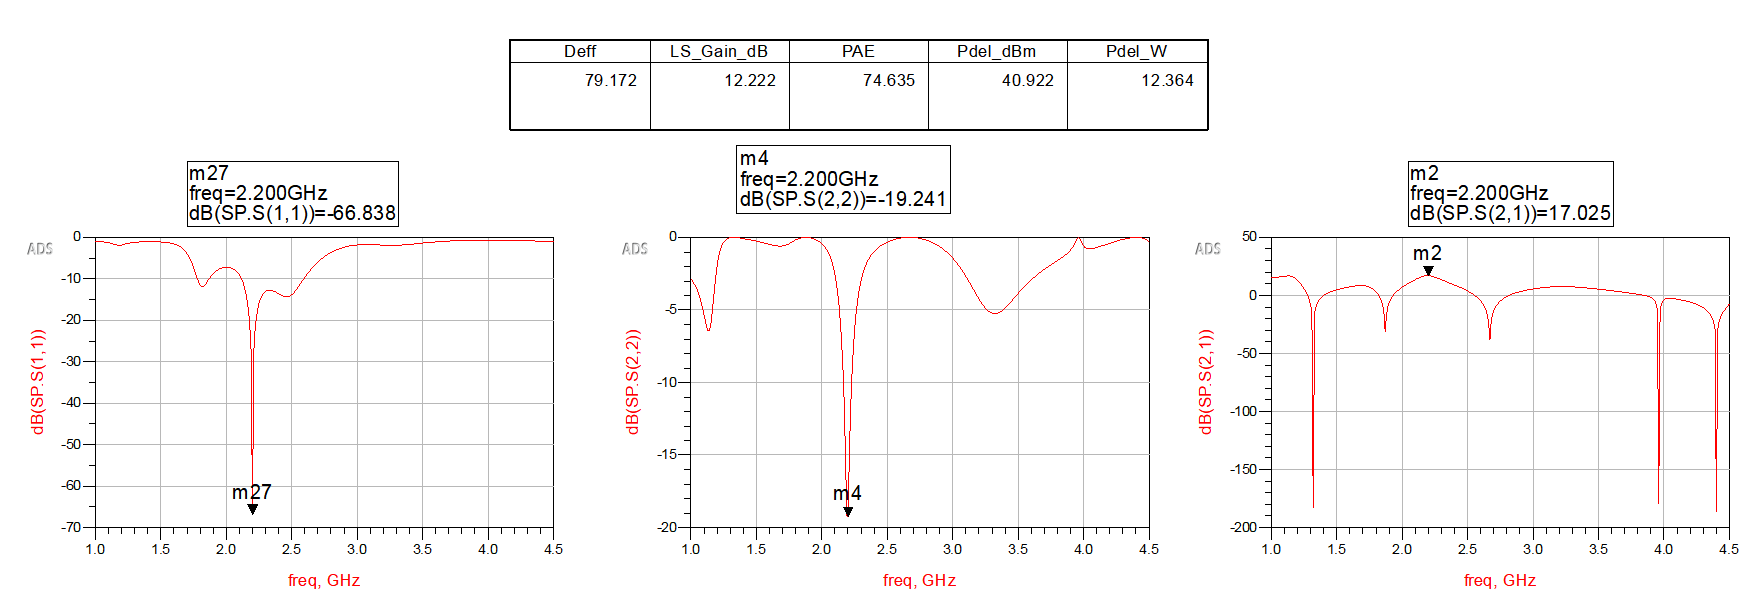 Deff LS_Gain_dB PAE Pdel_dBm Pdel_W
79.172 12.222 74.635 40.922 12.364
m27
freq=2.200GHz
dB(SP.S(1,1))=-66.838
ADS
0
-10
-20
-30
-40
-50
-60
-70
dB(SP.S(1,1))
m27
1.0 1.5 2.0 2.5 3.0 3.5 4.0 4.5
freq, GHz
m4
freq=2.200GHz
dB(SP.S(2,2))=-19.241
ADS
0
-5
-10
-15
-20
dB(SP.S(2,2))
m4
1.0 1.5 2.0 2.5 3.0 3.5 4.0 4.5
freq, GHz
m2
freq=2.200GHz
dB(SP.S(2,1))=17.025
ADS
50
0
-50
-100
-150
-200
dB(SP.S(2,1))
m2
1.0 1.5 2.0 2.5 3.0 3.5 4.0 4.5
freq, GHz